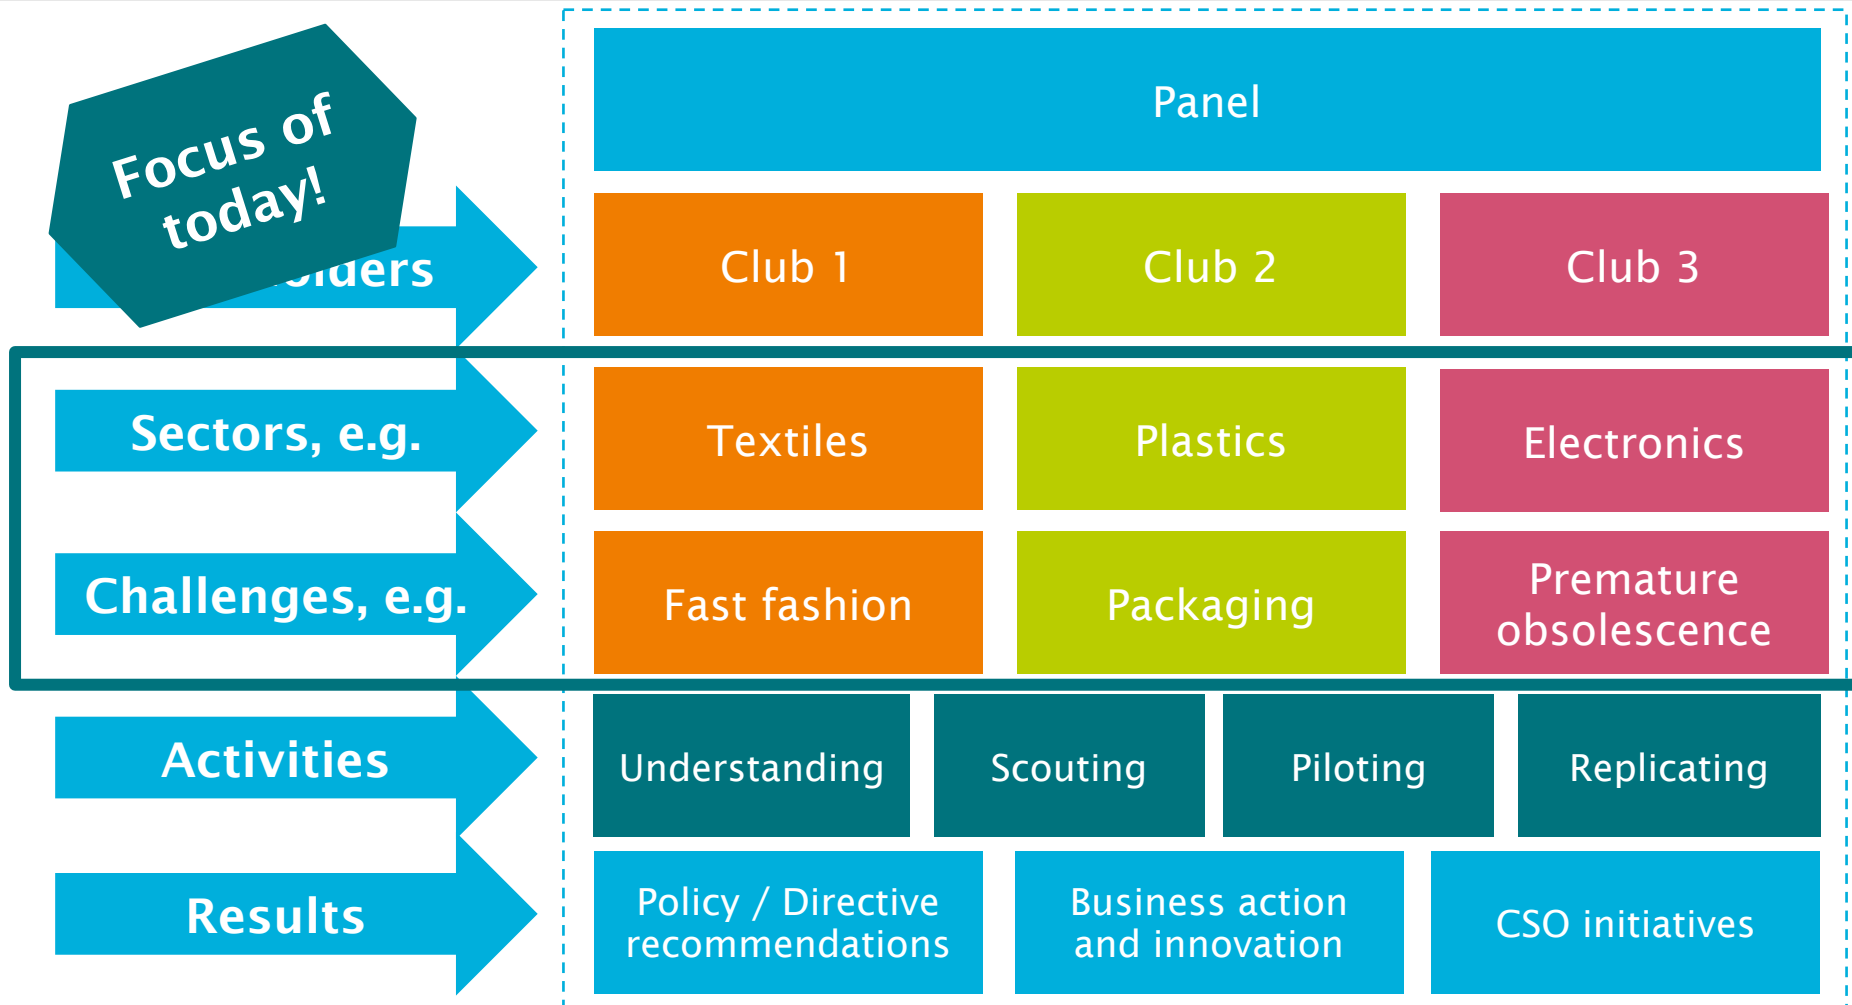 Focus of
today!
Panel
Club 1
Club 2
Club 3
Sectors, e.g.
Textiles
Plastics
Electronics
Challenges, e.g.
Fast fashion
Packaging
Premature
obsolescence
Activities
Understanding
Scouting
Piloting
Replicating
Results
Policy / Directive
recommendations
Business action
and innovation
CSO initiatives